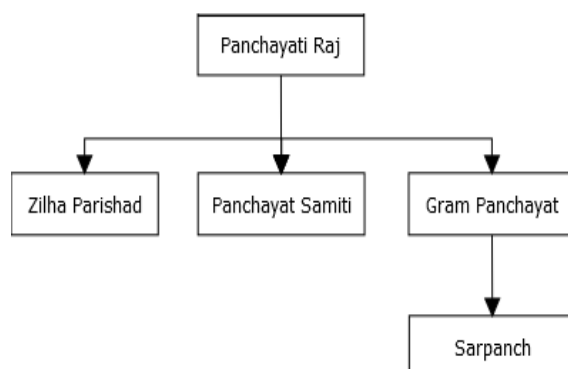 Panchayati Raj
Zilha Parishad
Panchayat Samiti
Gram Panchayat
Sarpanch